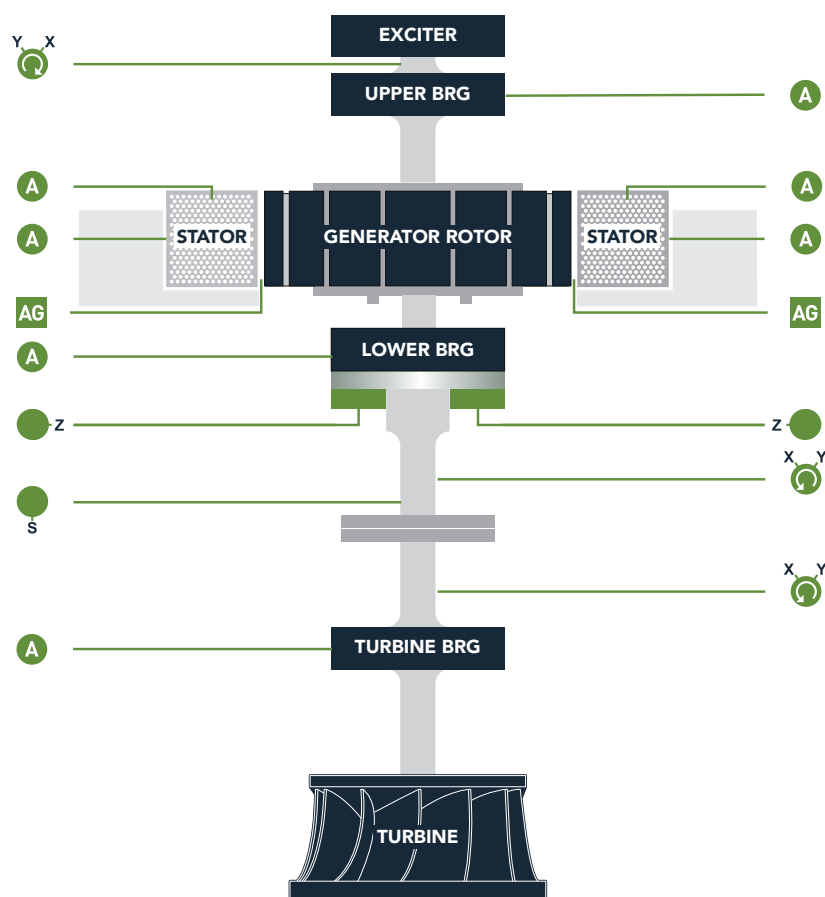 EXCITER
Y X
UPPER BRG
A
A
A
STATOR
GENERATOR ROTOR
STATOR
A
A
AG
AG
LOWER BRG
A
Z
Z
X Y
S
X Y
TURBINE BRG
A
TURBINE